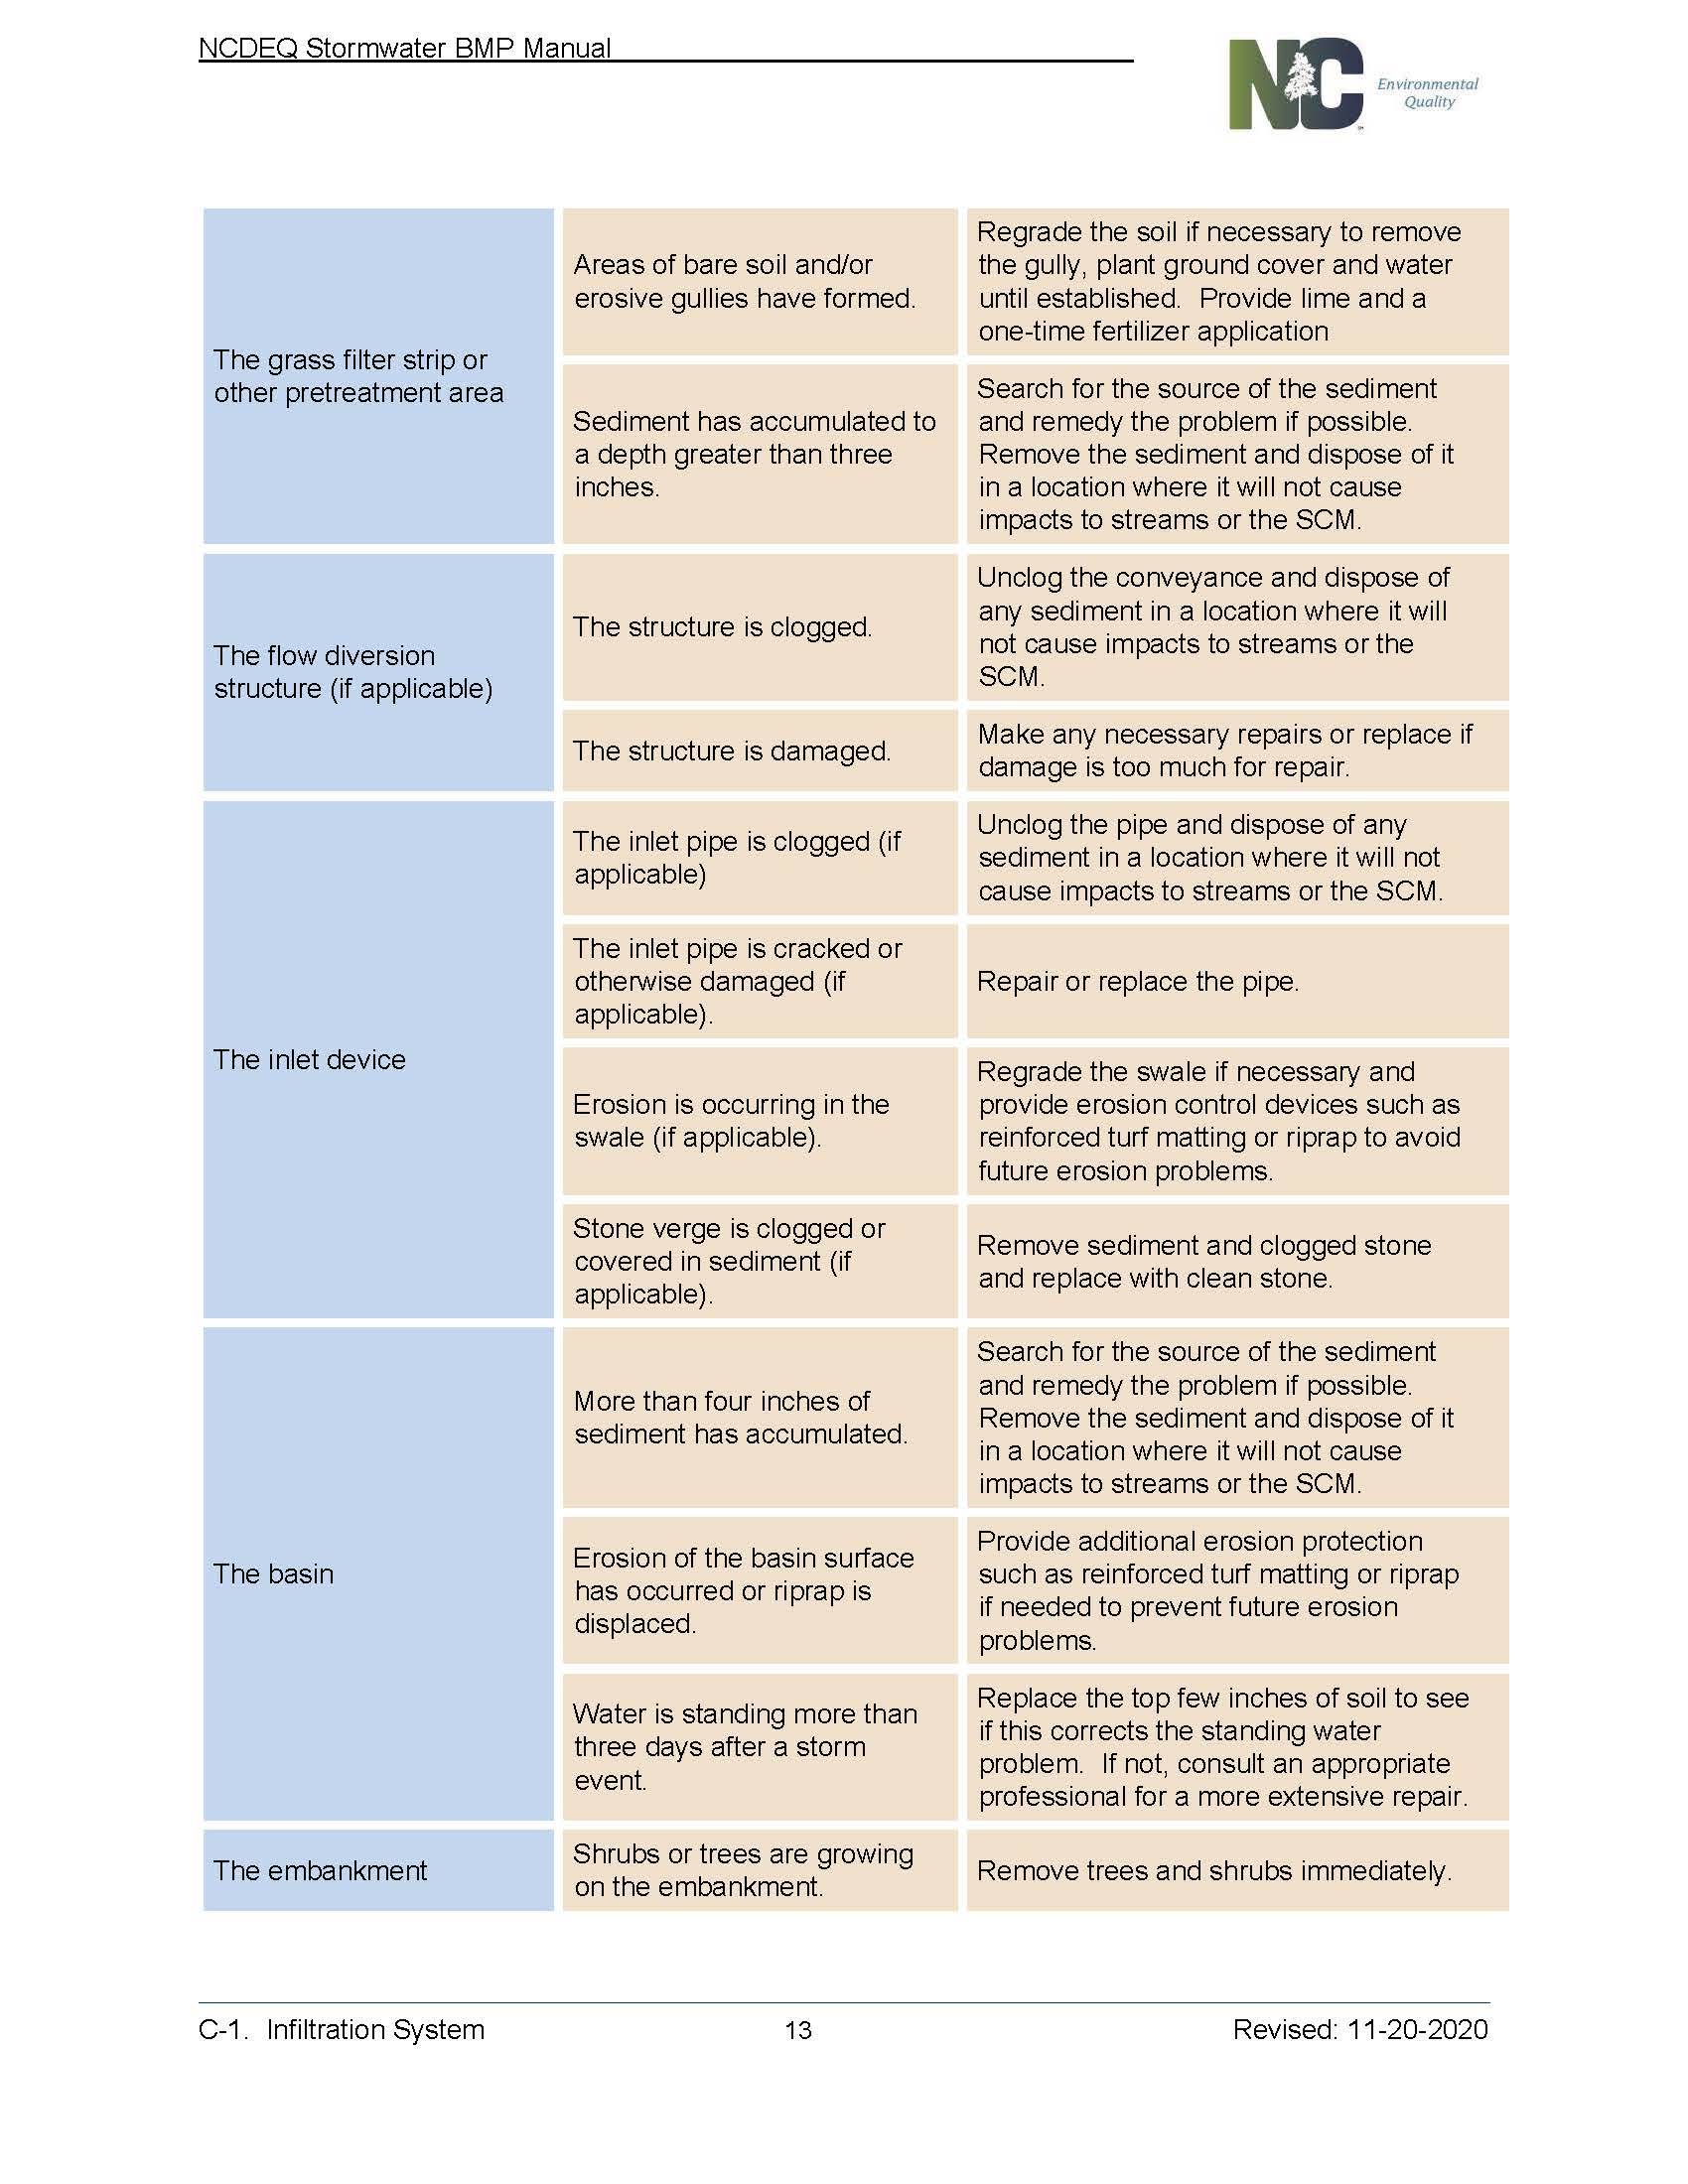 NCDEQ Stormwater BMP Manual
NC
Environmental
Quality
The grass filter strip or
other pretreatment area
Areas of bare soil and/or
erosive gullies have formed.
Regrade the soil if necessary to remove
the gully, plant ground cover and water
until established.  Provide lime and a
one-time fertilizer application
Sediment has accumulated to
a depth greater than three
inches.
Search for the source of the sediment
and remedy the problem if possible.
Remove the sediment and dispose of it
in a location where it will not cause
impacts to streams or the SCM.
The flow diversion
structure (if applicable)
The structure is clogged.
Unclog the conveyance and dispose of
any sediment in a location where it will
not cause impacts to streams or the
SCM.
The structure is damaged.
Make any necessary repairs or replace if
damage is too much for repair.
The inlet device
The inlet pipe is clogged (if
applicable)
Unclog the pipe and dispose of any
sediment in a location where it will not
cause impacts to streams or the SCM.
The inlet pipe is cracked or
otherwise damaged (if
applicable).
Repair or replace the pipe.
Erosion is occurring in the
swale (if applicable).
Regrade the swale if necessary and
provide erosion control devices such as
reinforced turf matting or riprap to avoid
future erosion problems.
Stone verge is clogged or
covered in sediment (if
applicable).
Remove sediment and clogged stone
and replace with clean stone.
The basin
More than four inches of
sediment has accumulated.
Search for the source of the sediment
and remedy the problem if possible.
Remove the sediment and dispose of it
in a location where it will not cause
impacts to streams or the SCM.
Erosion of the basin surface
has occurred or riprap is
displaced.
Provide additional erosion protection
such as reinforced turf matting or riprap
if needed to prevent future erosion
problems.
Water is standing more than
three days after a storm
event.
Replace the top few inches of soil to see
if this corrects the standing water
problem.  If not, consult an appropriate
professional for a more extensive repair.
The embankment
Shrubs or trees are growing
on the embankment.
Remove trees and shrubs immediately.
C-1.  Infiltration System
13
Revised: 11-20-2020